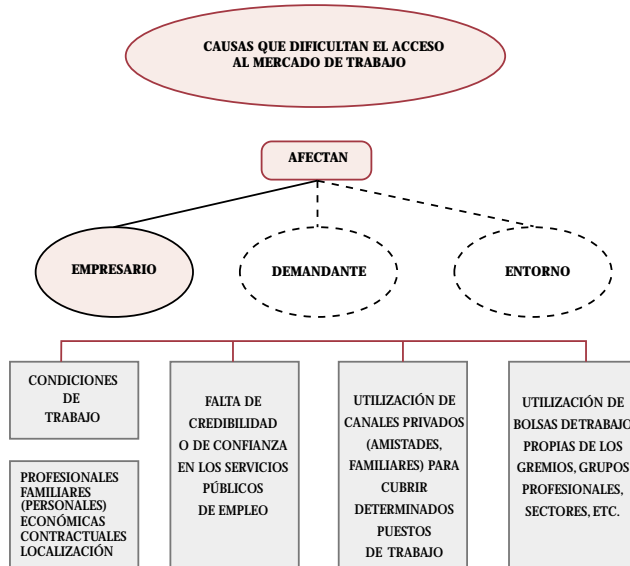 CAUSAS QUE DIFICULTAN EL ACCESO
AL MERCADO DE TRABAJO
AFECTAN
EMPRESARIO
DEMANDANTE
ENTORNO
CONDICIONES
DE
TRABAJO
PROFESIONALES
FAMILIARES
(PERSONALES)
ECONÓMICAS
CONTRACTUALES
LOCALIZACIÓN
FALTA DE
CREDIBILIDAD
O DE CONFIANZA
EN LOS SERVICIOS
PÚBLICOS
DE EMPLEO
UTILIZACIÓN DE
CANALES PRIVADOS
(AMISTADES,
FAMILIARES) PARA
CUBRIR
DETERMINADOS
PUESTOS
DE TRABAJO
UTILIZACIÓN DE
BOLSAS DE TRABAJO
PROPIAS DE LOS
GREMIOS, GRUPOS
PROFESIONALES,
SECTORES, ETC.